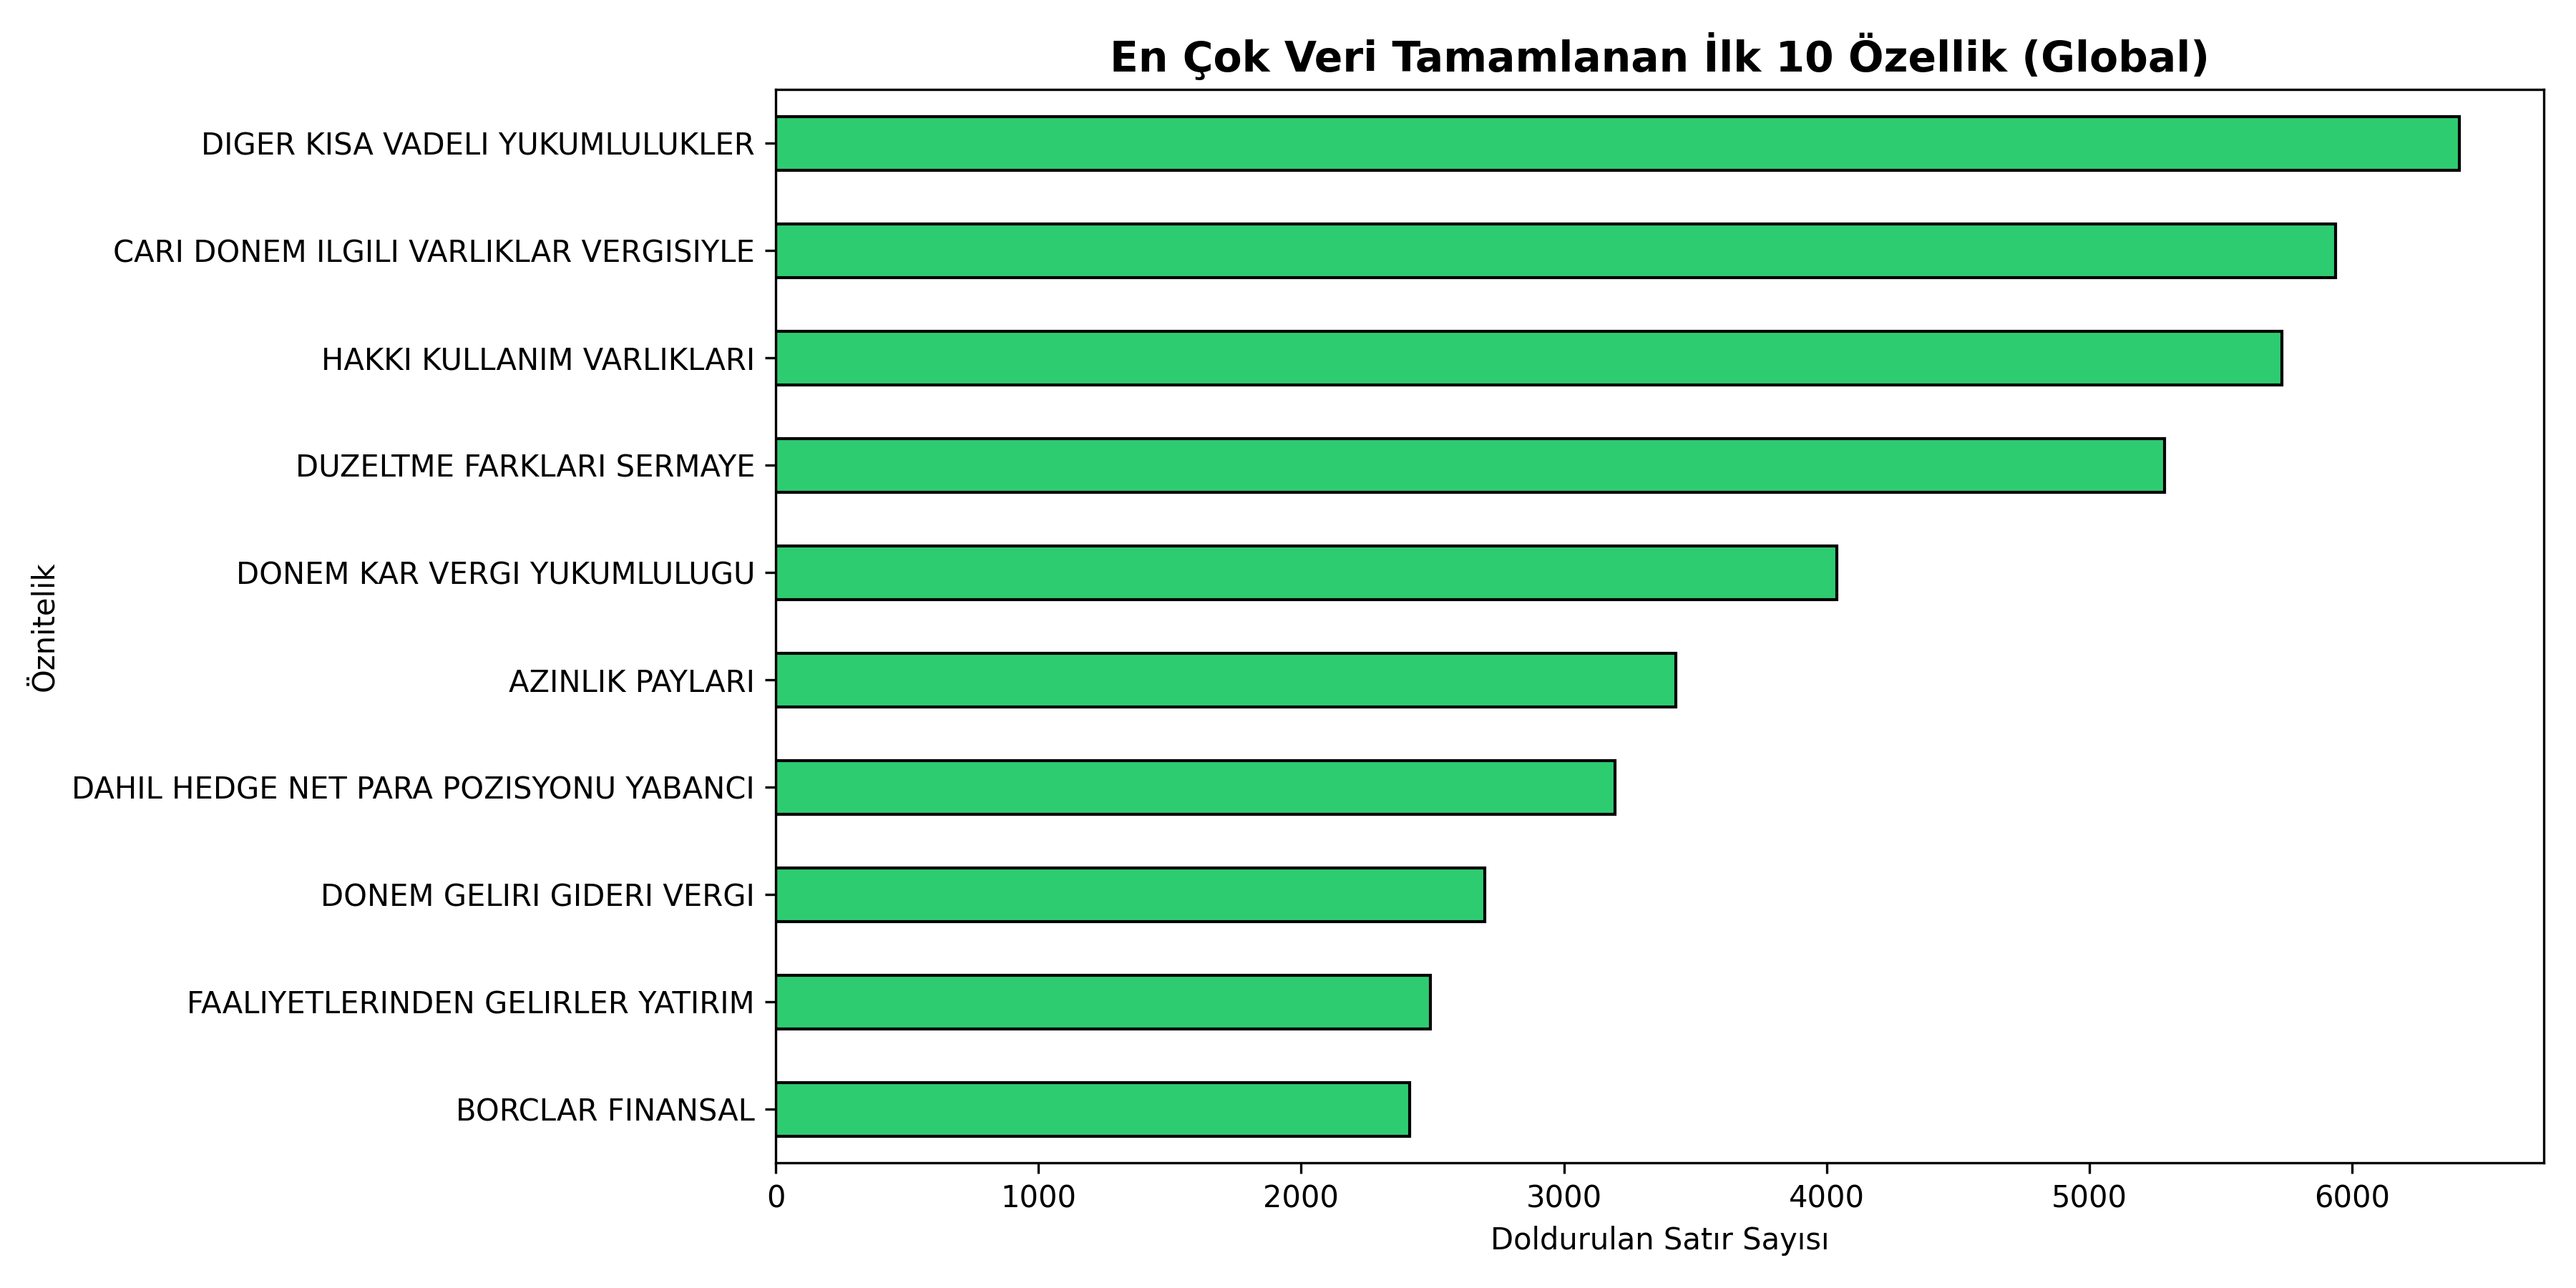 En Çok Veri Tamamlanan İlk 10 Özellik (Global)
Öznitelik
DIGER KISA VADELI YUKUMLULUKLER
CARI DONEM ILGILI VARLIKLAR VERGISIYLE
HAKKI KULLANIM VARLIKLARI
DUZELTME FARKLARI SERMAYE
DONEM KAR VERGI YUKUMLULUGU
AZINLIK PAYLARI
DAHIL HEDGE NET PARA POZISYONU YABANCI
DONEM GELIRI GIDERI VERGI
FAALIYETLERINDEN GELIRLER YATIRIM
BORCLAR FINANSAL
0 1000 2000 3000 4000 5000 6000
Doldurulan Satır Sayısı